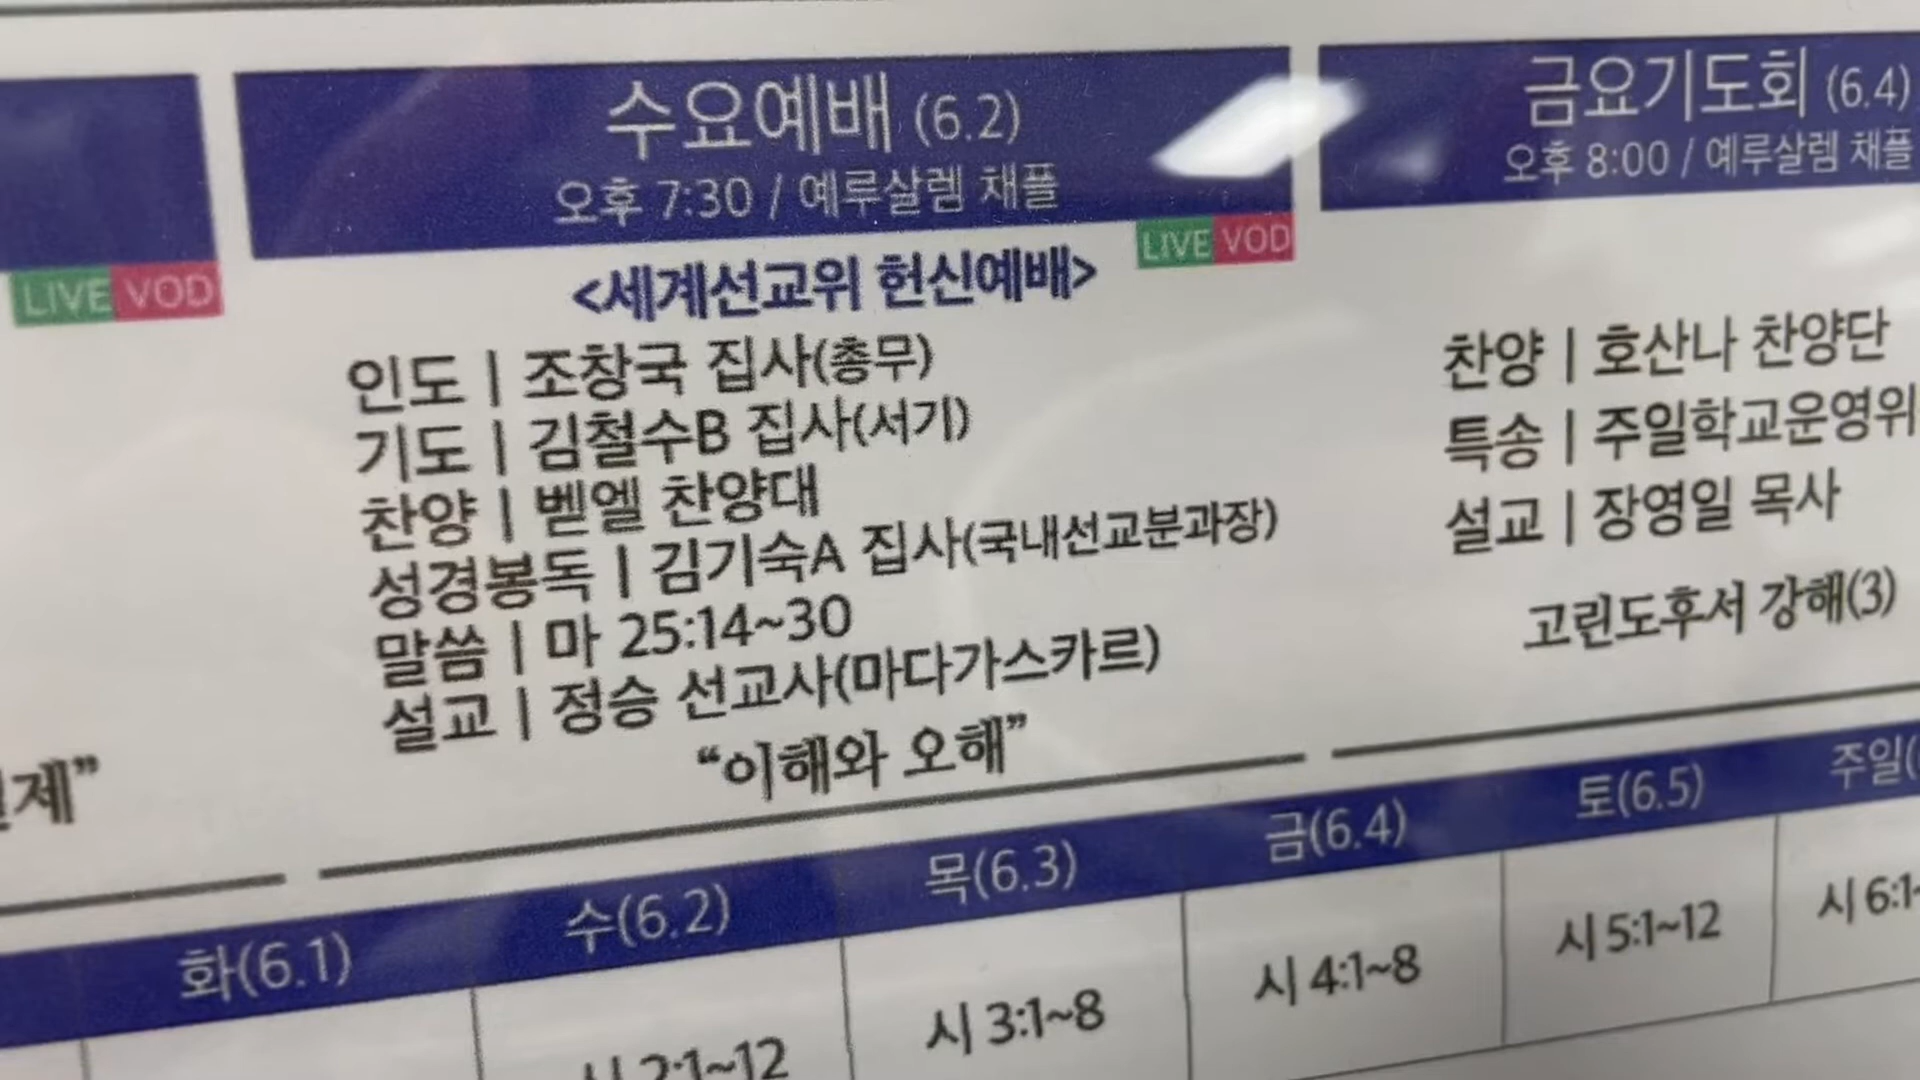 수요예배 (6.2)
오후 7:30 / 예루살렘 채플
LIVE VOD
LIVE VOD
<세계선교위 헌신예배>
인도 | 조창국 집사(총무)
기도 | 김철수B 집사(서기)
찬양 | 벧엘 찬양대
성경봉독 | 김기숙A 집사(국내선교분과장)
말씀 | 마 25:14~30
설교 | 정승 선교사(마다가스카르)
“이해와 오해”
금요기도회 (6.4)
오후 8:00 / 예루살렘 채플
찬양 | 호산나 찬양단
특송 | 주일학교운영위
설교 | 장영일 목사
고린도후서 강해(3)
화(6.1) 수(6.2) 목(6.3) 금(6.4) 토(6.5) 주일(
시 2:1~12 시 3:1~8 시 4:1~8 시 5:1~12 시 6:1~